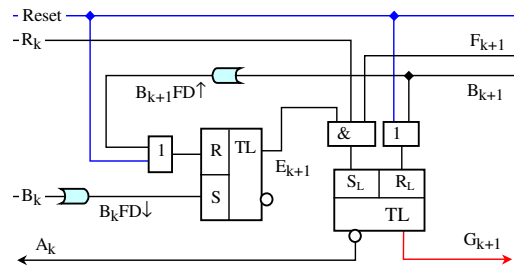 Reset
R_k
F_{k+1}
B_{k+1}FD↑
B_{k+1}
& 1
1 R TL
E_{k+1}
S_L R_L
B_k S
B_kFD↓
TL
A_k G_{k+1}